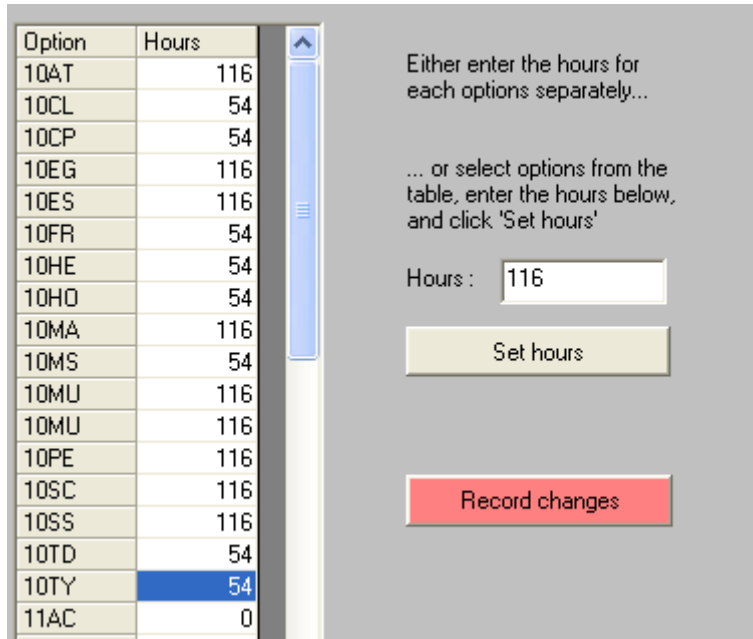 Option Hours
10AT 116
10CL 54
10CP 54
10EG 116
10ES 116
10FR 54
10HE 54
10HO 54
10MA 116
10MS 54
10MU 116
10MU 116
10PE 116
10SC 116
10SS 116
10TD 54
10TY 54
11AC 0
Either enter the hours for
each options separately...
... or select options from the
table, enter the hours below,
and click 'Set hours'
Hours : 116
Set hours
Record changes